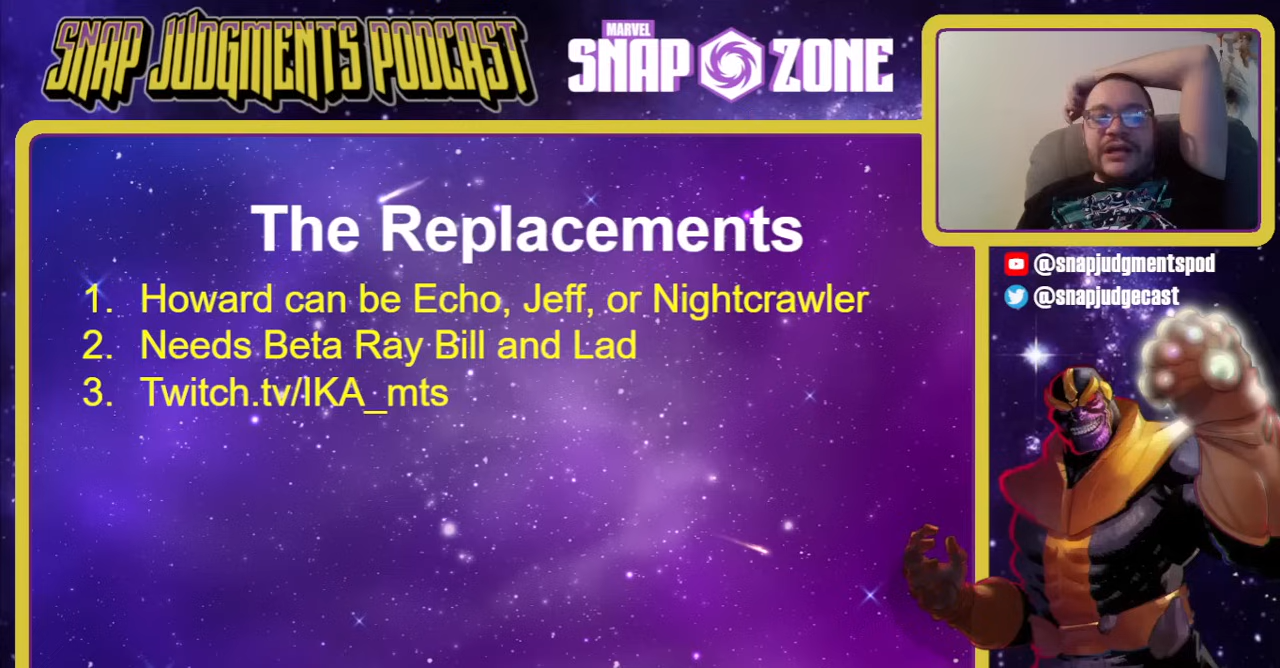 SNAP JUDGMENTS PODCAST
MARVEL
SNAP ZONE
The Replacements
1. Howard can be Echo, Jeff, or Nightcrawler
2. Needs Beta Ray Bill and Lad
3. Twitch.tv/IKA_mts
@snapjudgmentspod
@snapjudgecast